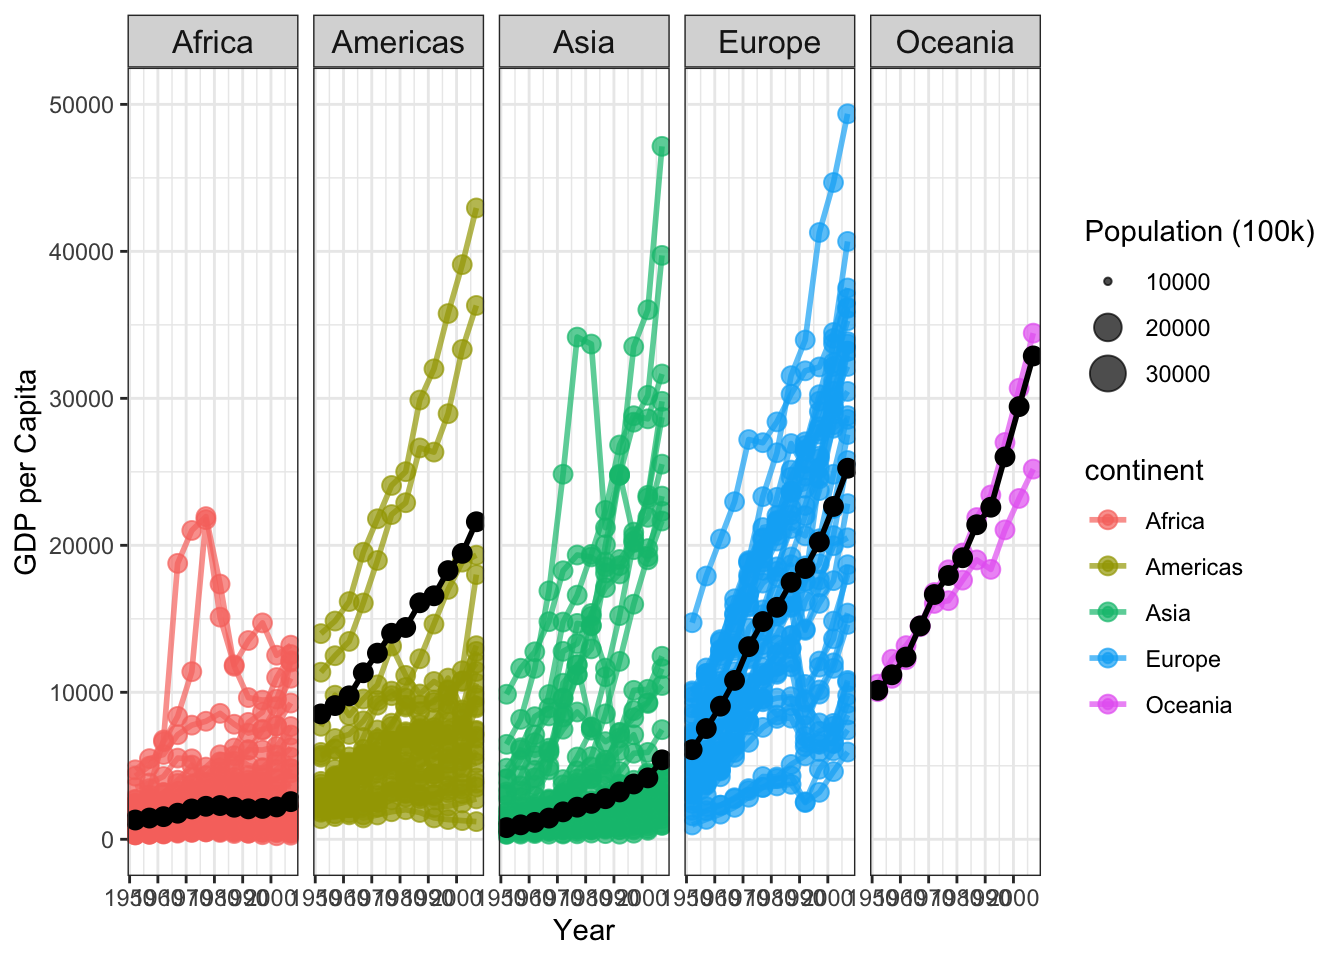 Africa
Americas
Asia
Europe
Oceania
50000
40000
30000
20000
10000
0
GDP per Capita
Year
Population (100k)
10000
20000
30000
continent
Africa
Americas
Asia
Europe
Oceania